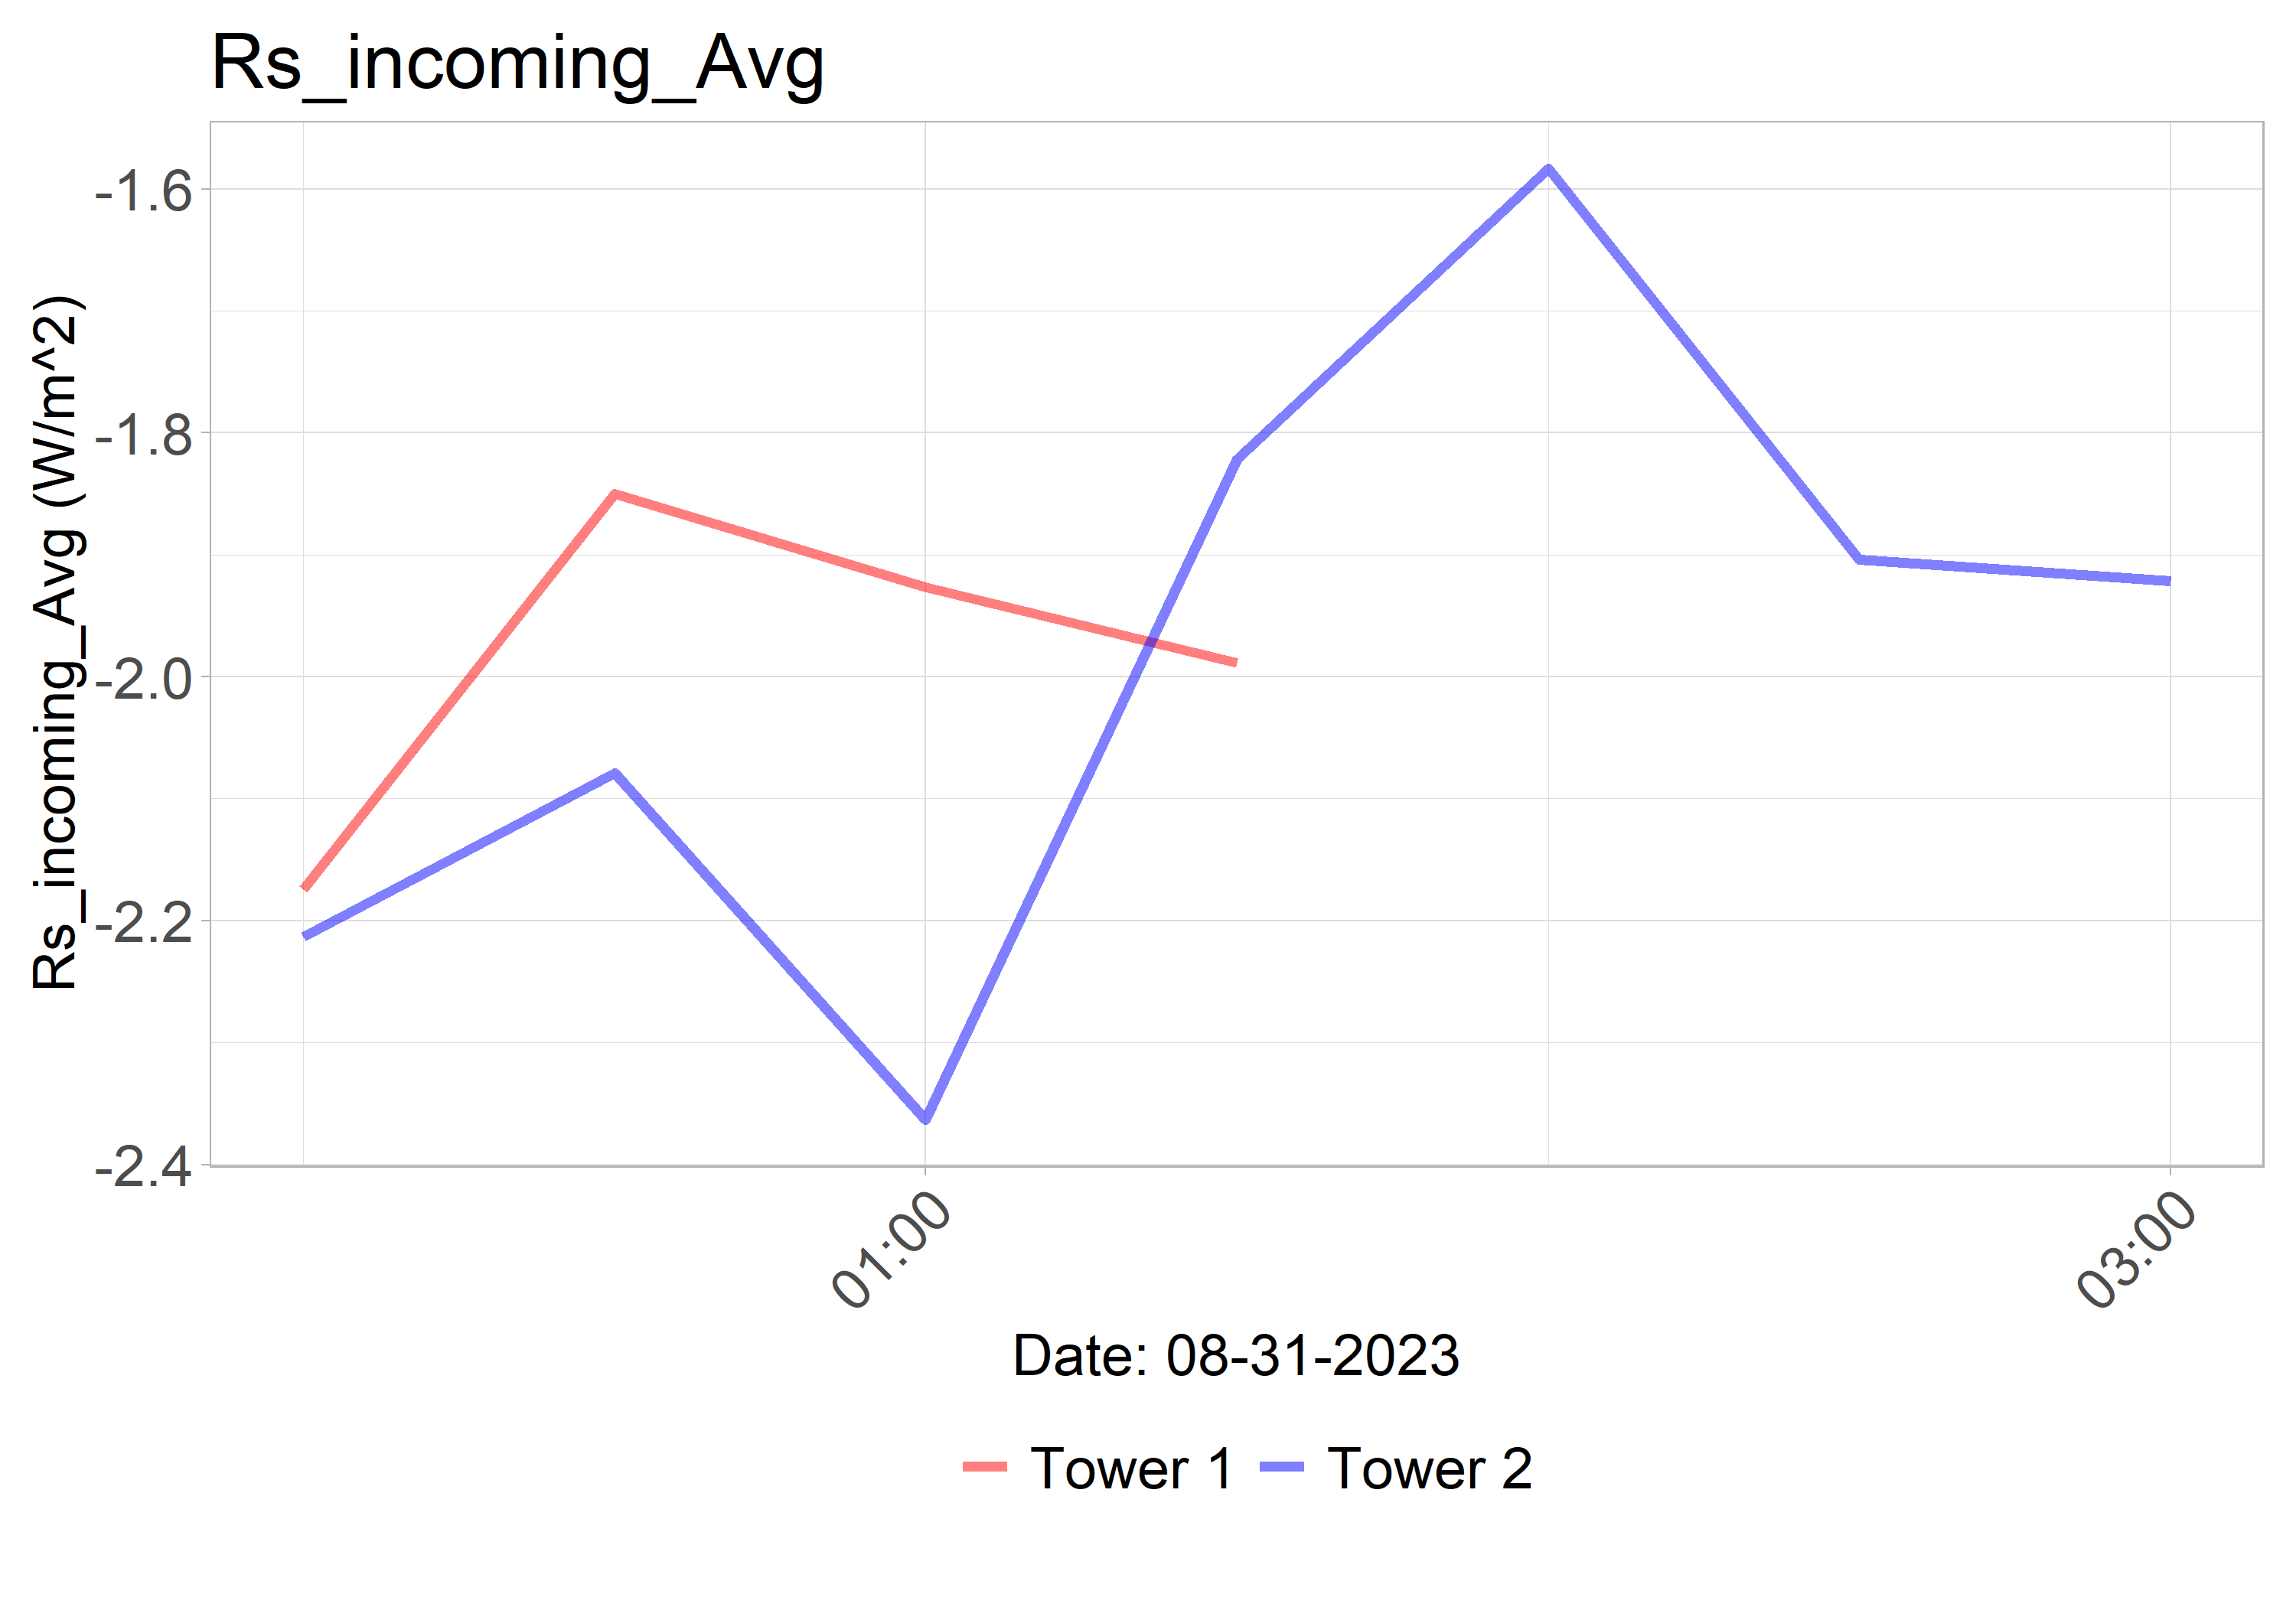 Rs_incoming_Avg
Rs_incoming_Avg (W/m^2)
-1.6
-1.8
-2.0
-2.2
-2.4
01:00
03:00
Date: 08-31-2023
Tower 1
Tower 2